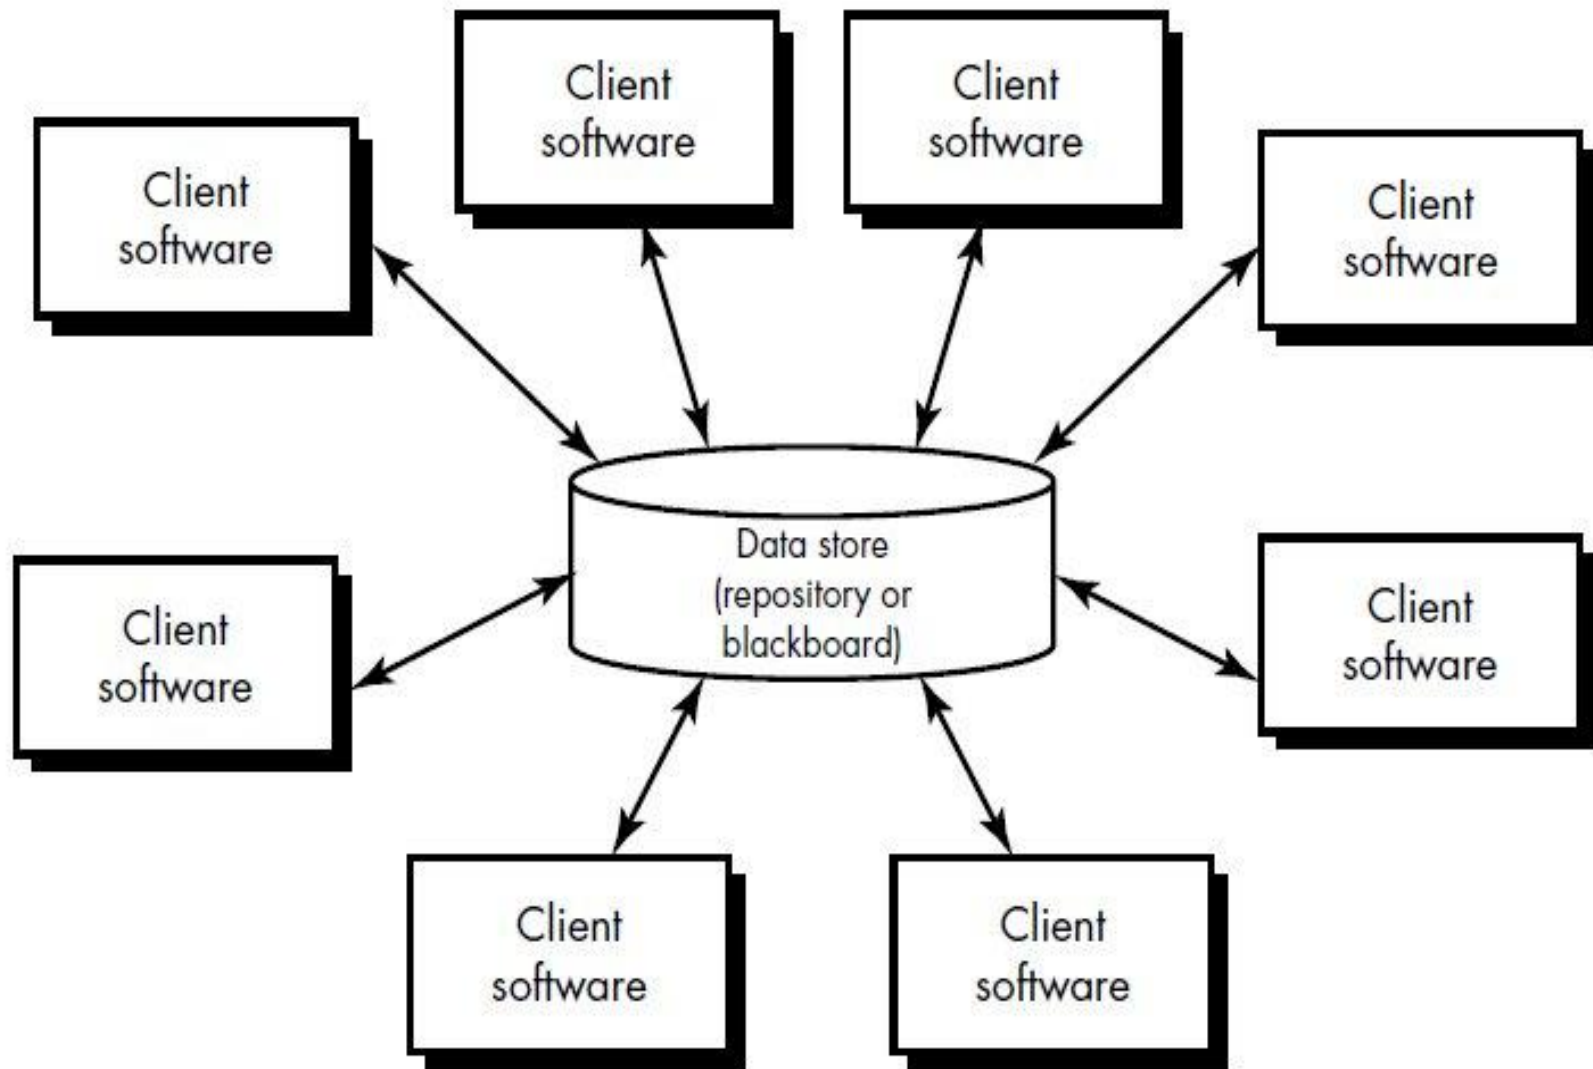 Client
software
Client
software
Client
software
Client
software
Data store
(repository or
blackboard)
Client
software
Client
software
Client
software
Client
software